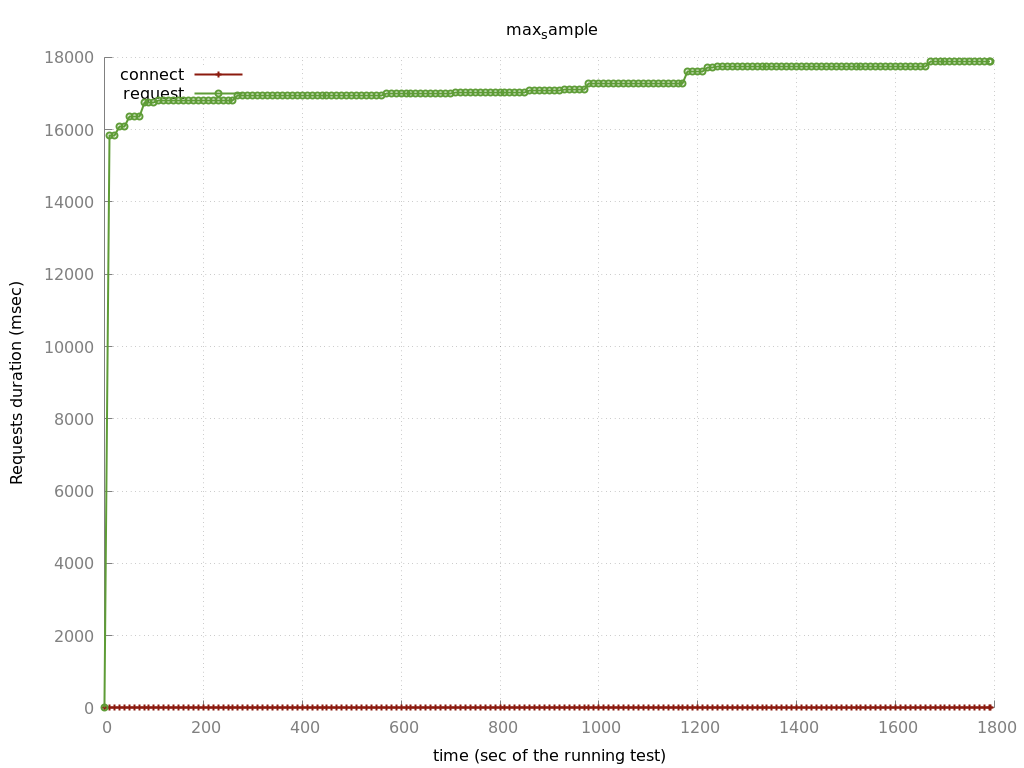 max_sample
18000
16000
14000
12000
10000
8000
6000
4000
2000
0
connect
request
Requests duration (msec)
0 200 400 600 800 1000 1200 1400 1600 1800
time (sec of the running test)